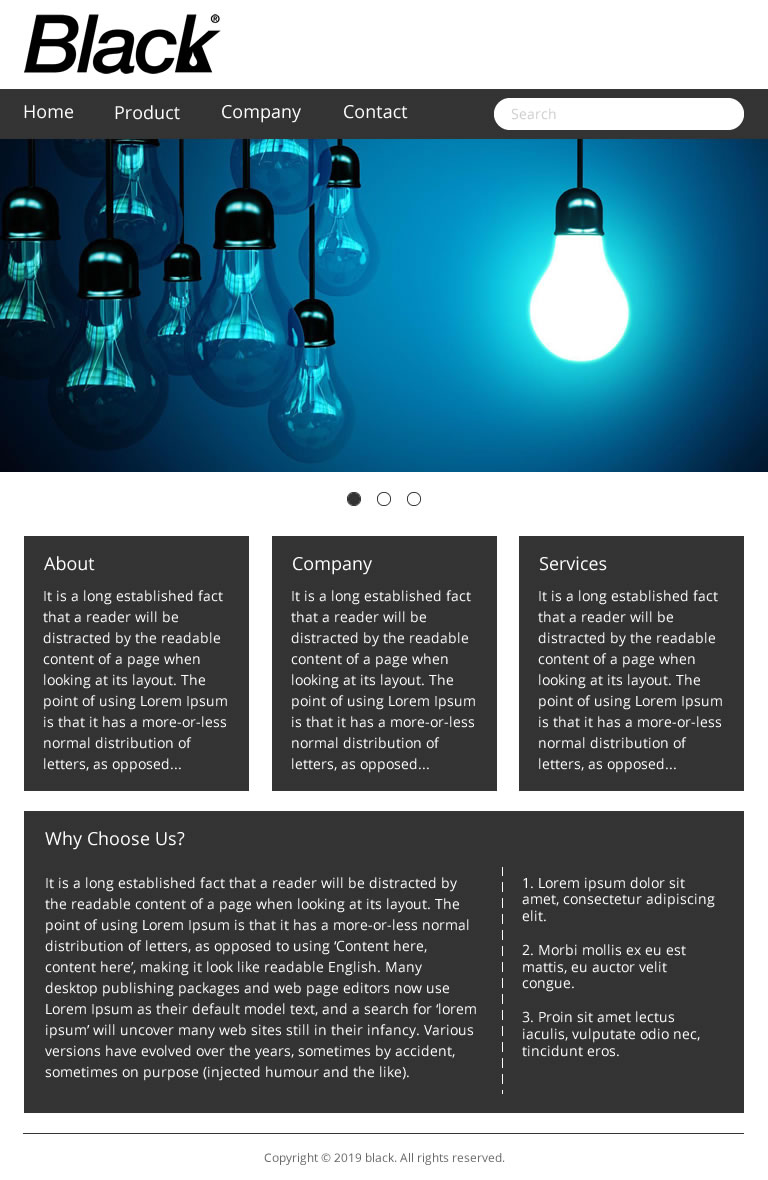 Black®
Home Product Company Contact Search
About
It is a long established fact
that a reader will be
distracted by the readable
content of a page when
looking at its layout. The
point of using Lorem Ipsum
is that it has a more-or-less
normal distribution of
letters, as opposed...
Company
It is a long established fact
that a reader will be
distracted by the readable
content of a page when
looking at its layout. The
point of using Lorem Ipsum
is that it has a more-or-less
normal distribution of
letters, as opposed...
Services
It is a long established fact
that a reader will be
distracted by the readable
content of a page when
looking at its layout. The
point of using Lorem Ipsum
is that it has a more-or-less
normal distribution of
letters, as opposed...
Why Choose Us?
It is a long established fact that a reader will be distracted by
the readable content of a page when looking at its layout. The
point of using Lorem Ipsum is that it has a more-or-less normal
distribution of letters, as opposed to using ‘Content here,
content here’, making it look like readable English. Many
desktop publishing packages and web page editors now use
Lorem Ipsum as their default model text, and a search for ‘lorem
ipsum’ will uncover many web sites still in their infancy. Various
versions have evolved over the years, sometimes by accident,
sometimes on purpose (injected humour and the like).
1. Lorem ipsum dolor sit
amet, consectetur adipiscing
elit.
2. Morbi mollis ex eu est
mattis, eu auctor velit
congue.
3. Proin sit amet lectus
iaculis, vulputate odio nec,
tincidunt eros.
Copyright © 2019 black. All rights reserved.